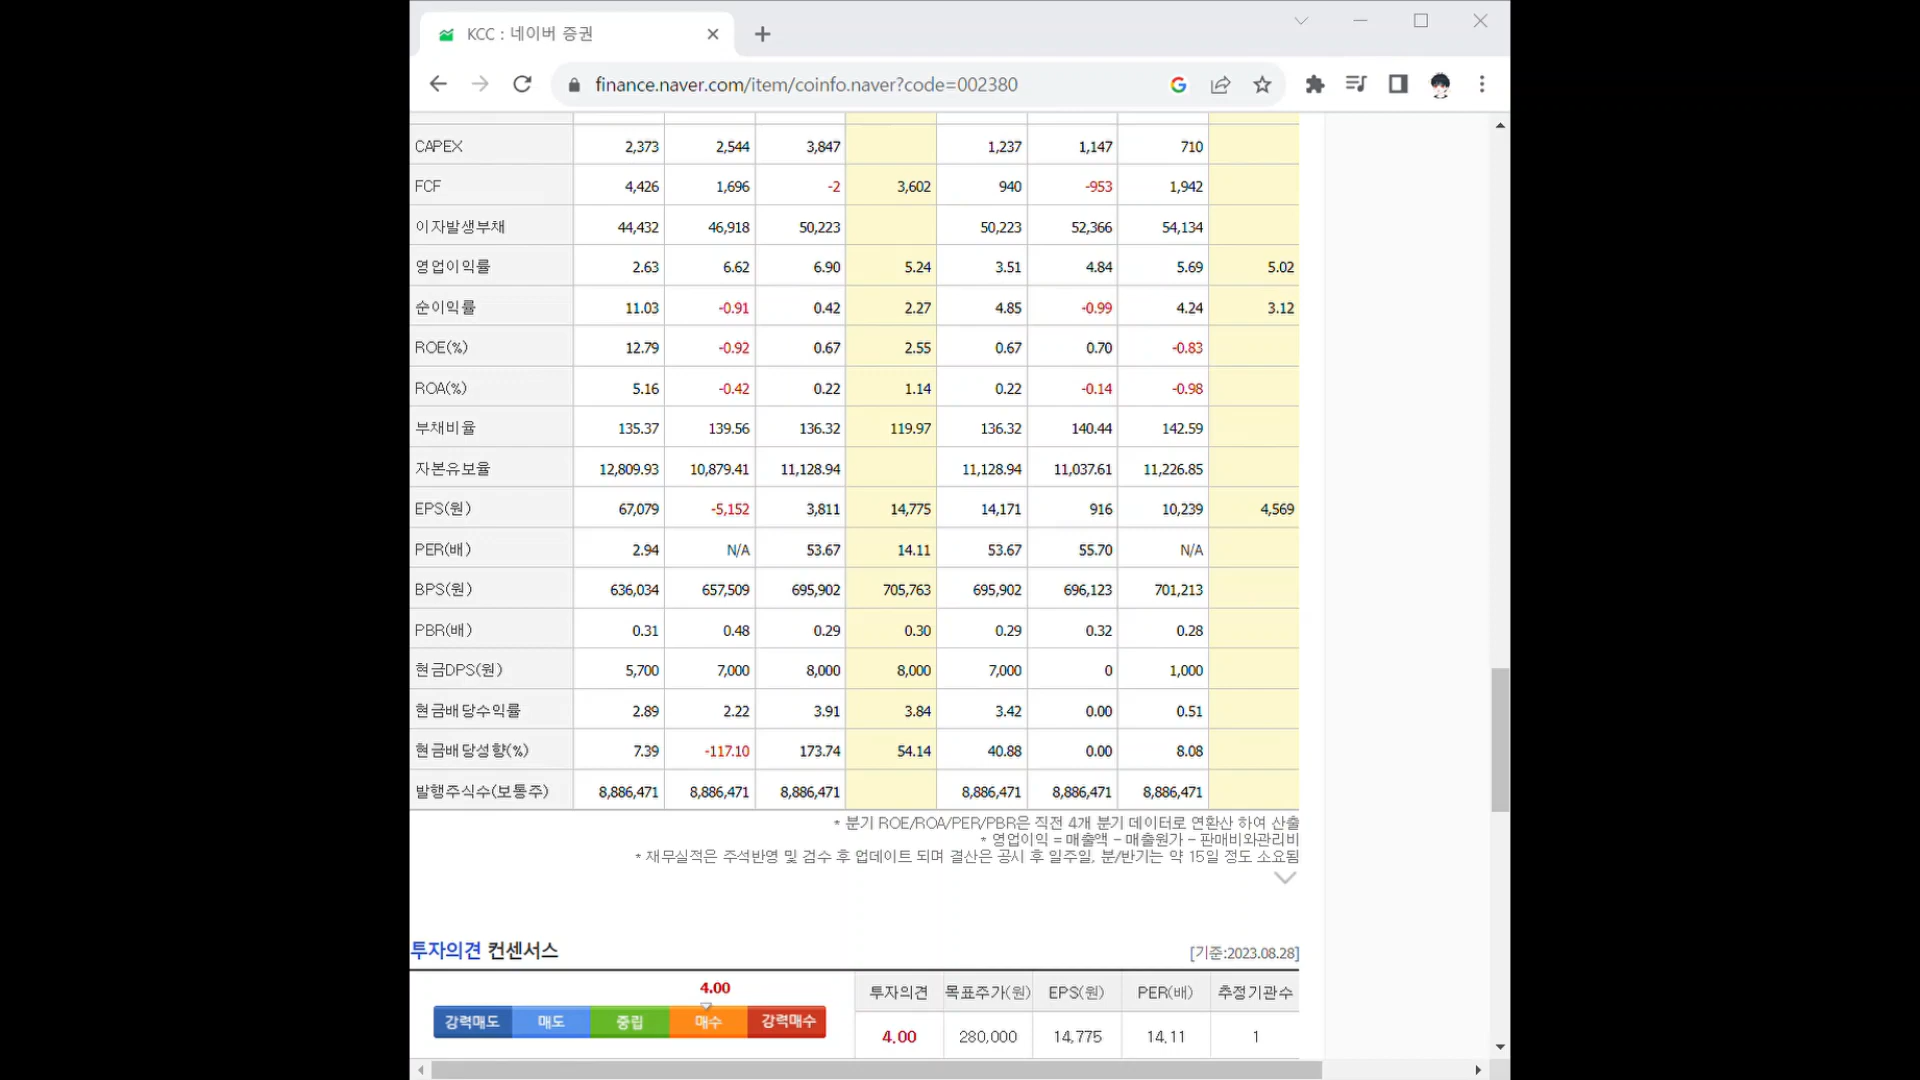 KCC : 네이버 증권
finance.naver.com/item/coinfo.naver?code=002380
CAPEX 2,373 2,544 3,847 1,237 1,147 710
FCF 4,426 1,696 -2 3,602 940 -953 1,942
이자발생부채 44,432 46,918 50,223 50,223 52,366 54,134
영업이익률 2.63 6.62 6.90 5.24 3.51 4.84 5.69 5.02
순이익률 11.03 -0.91 0.42 2.27 4.85 -0.99 4.24 3.12
ROE(%) 12.79 -0.92 0.67 2.55 0.67 0.70 -0.83
ROA(%) 5.16 -0.42 0.22 1.14 0.22 -0.14 -0.98
부채비율 135.37 139.56 136.32 119.97 136.32 140.44 142.59
자본유보율 12,809.93 10,879.41 11,128.94 11,128.94 11,037.61 11,226.85
EPS(원) 67,079 -5,152 3,811 14,775 14,171 916 10,239 4,569
PER(배) 2.94 N/A 53.67 14.11 53.67 55.70 N/A
BPS(원) 636,034 657,509 695,902 705,763 695,902 696,123 701,213
PBR(배) 0.31 0.48 0.29 0.30 0.29 0.32 0.28
현금DPS(원) 5,700 7,000 8,000 8,000 7,000 0 1,000
현금배당수익률 2.89 2.22 3.91 3.84 3.42 0.00 0.51
현금배당성향(%) 7.39 -117.10 173.74 54.14 40.88 0.00 8.08
발행주식수(보통주) 8,886,471 8,886,471 8,886,471 8,886,471 8,886,471 8,886,471
* 분기 ROE/ROA/PER/PBR은 직전 4개 분기 데이터로 연환산 하여 산출
* 영업이익 = 매출액 - 매출원가 - 판매비와관리비
* 재무실적은 주석반영 및 검수 후 업데이트 되며 결산은 공시 후 일주일, 분/반기는 약 15일 정도 소요됨
투자의견 컨센서스 [기준:2023.08.28]
4.00
강력매도 매도 중립 매수 강력매수
투자의견 목표주가(원) EPS(원) PER(배) 추정기관수
4.00 280,000 14,775 14.11 1